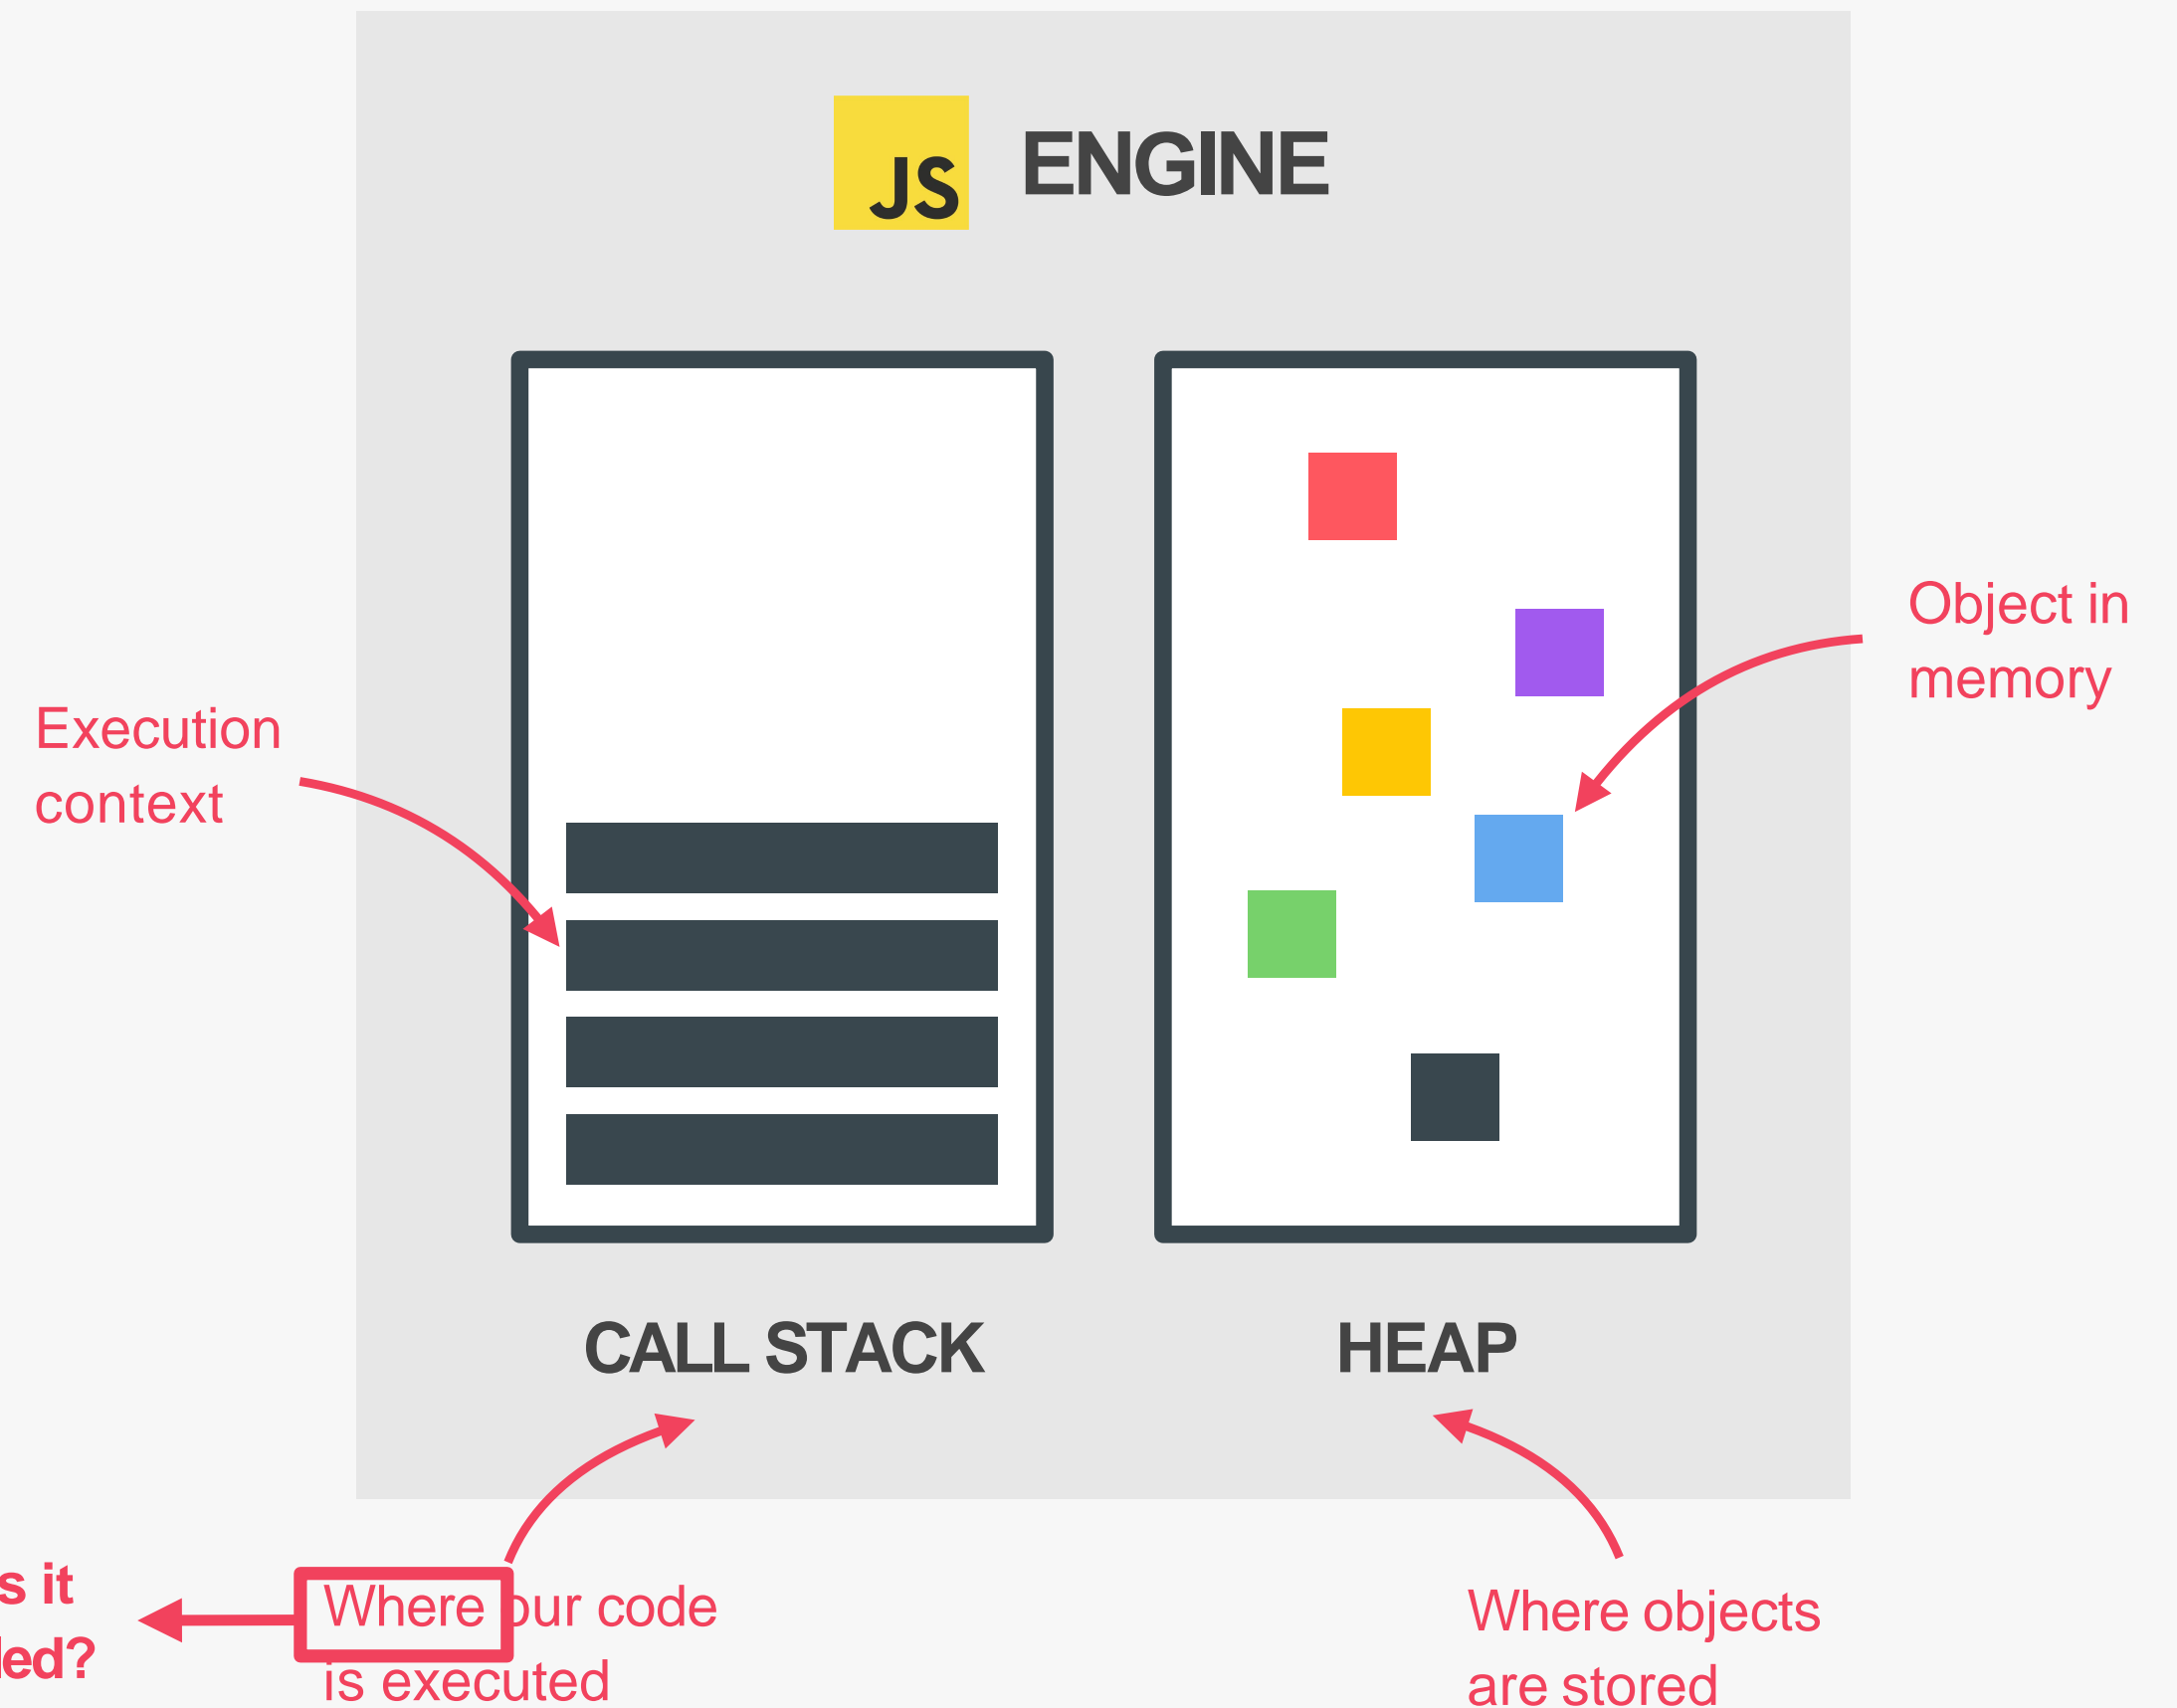 JS ENGINE
Object in
memory
Execution
context
CALL STACK
HEAP
it
Where our code
is executed
Where objects
are stored